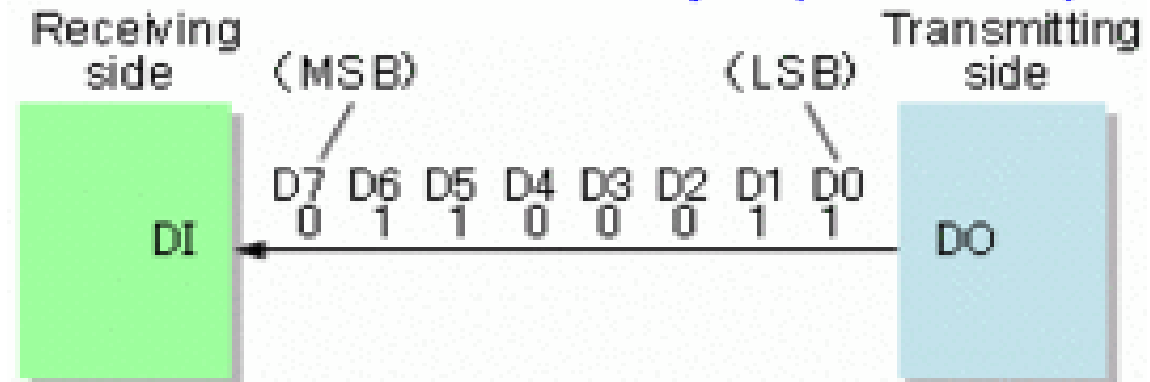 Receiving
side
Transmitting
side
(MSB)
(LSB)
D7 D6 D5 D4 D3 D2 D1 D0
0 1 1 0 0 0 1 1
DI
DO